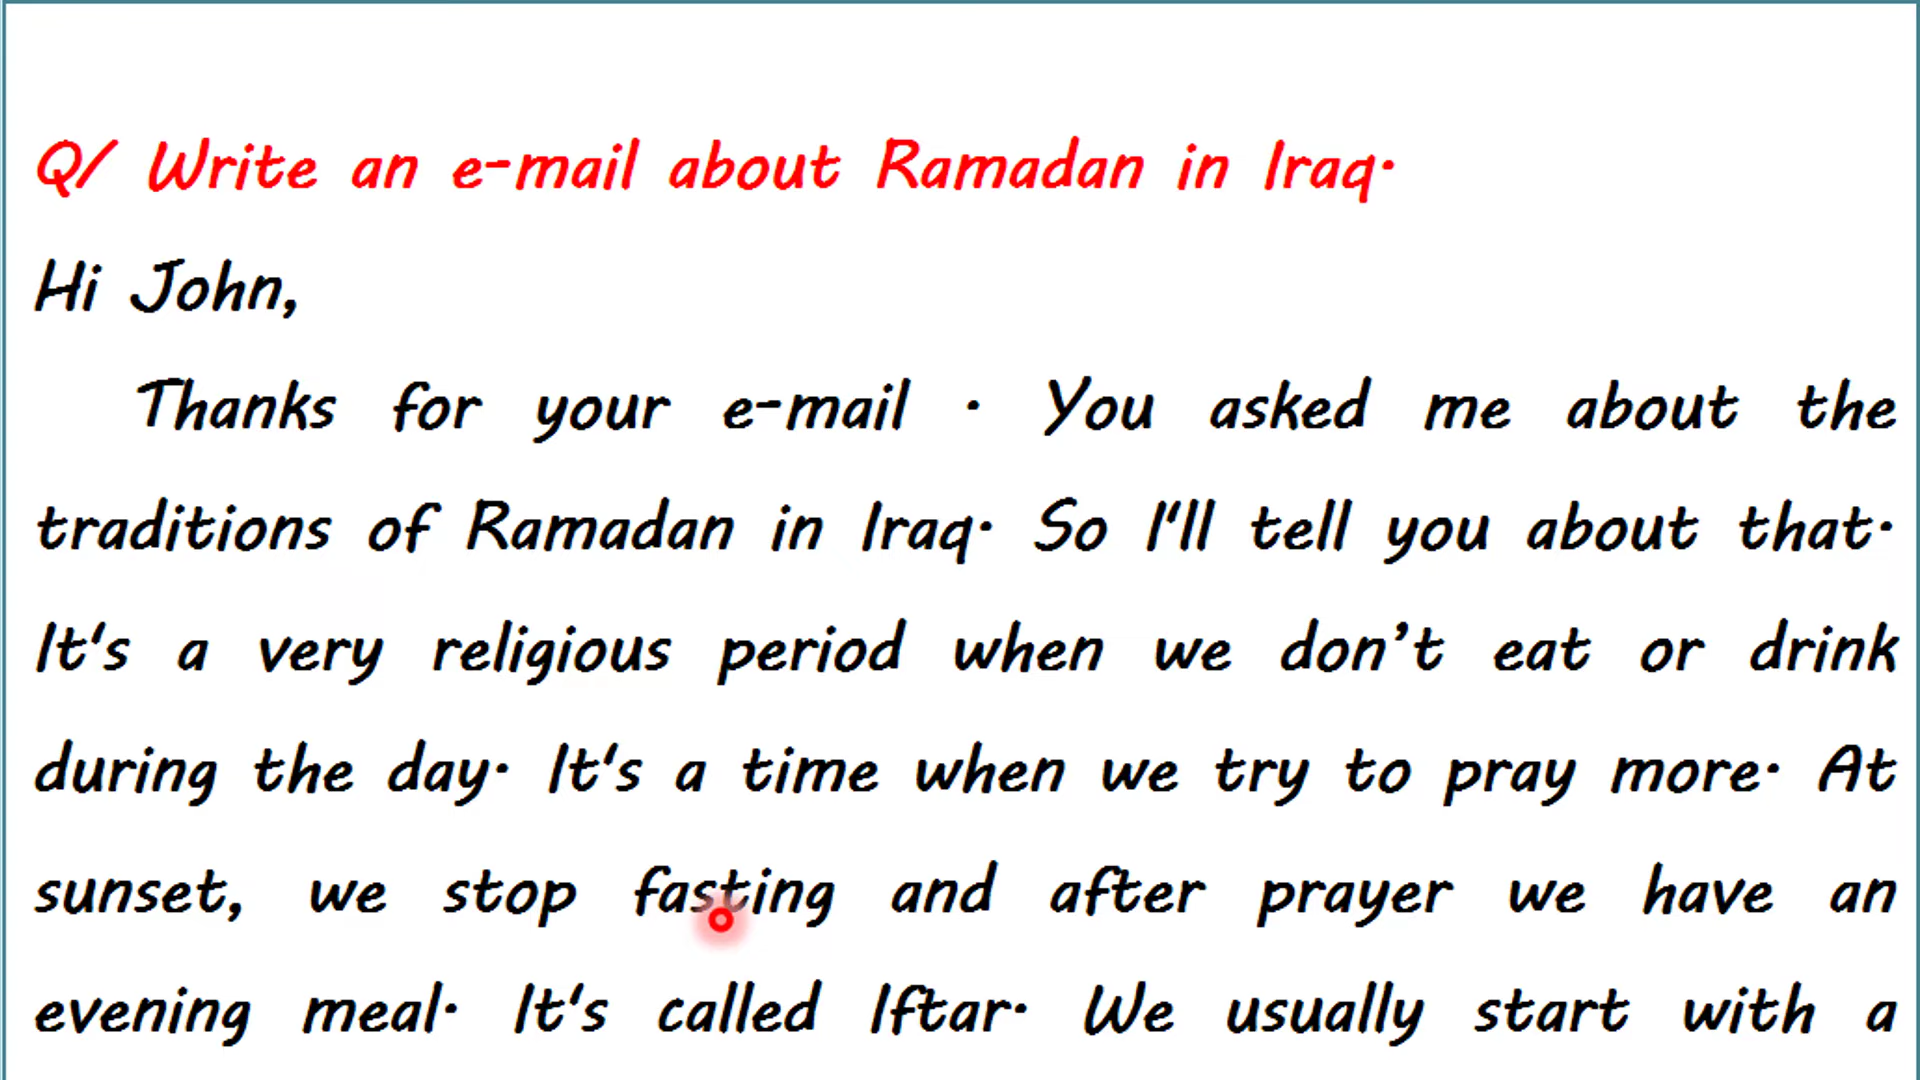 Q/ Write an e-mail about Ramadan in Iraq.
Hi John,
Thanks for your e-mail . You asked me about the
traditions of Ramadan in Iraq. So I'll tell you about that.
It's a very religious period when we don’t eat or drink
during the day. It's a time when we try to pray more. At
sunset, we stop fasting and after prayer we have an
evening meal. It's called Iftar. We usually start with a